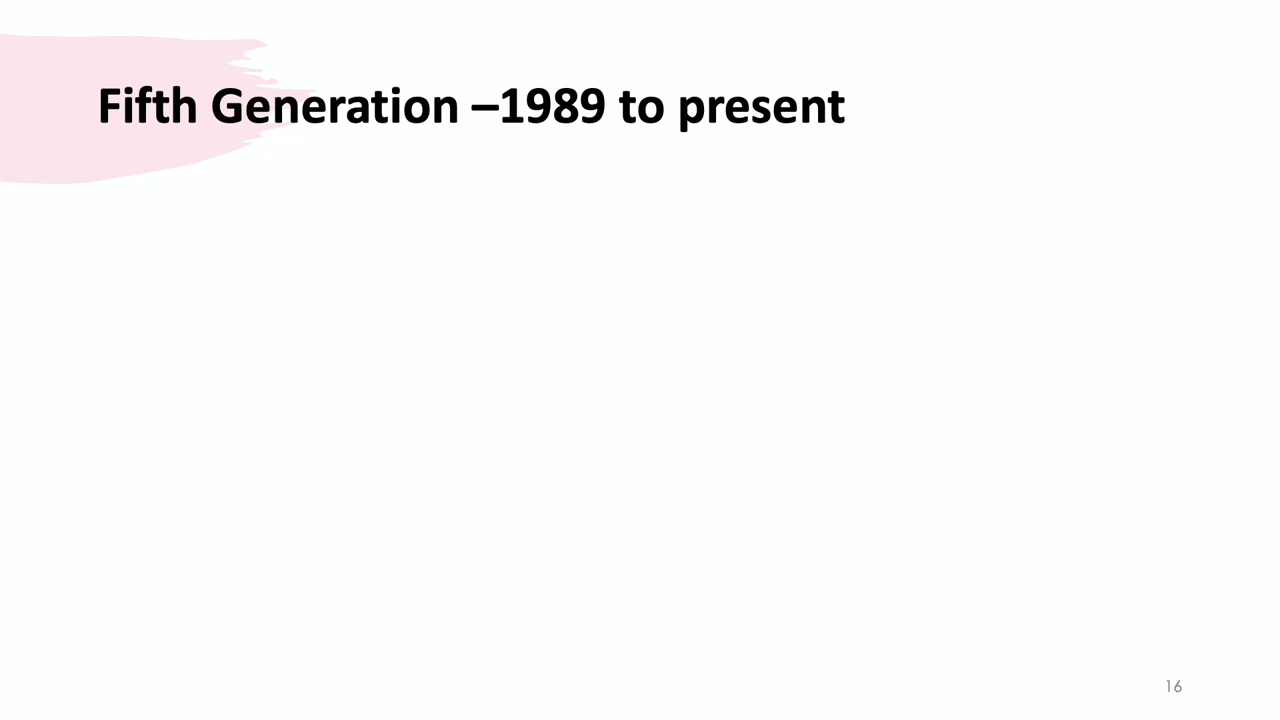 Fifth Generation –1989 to present
16